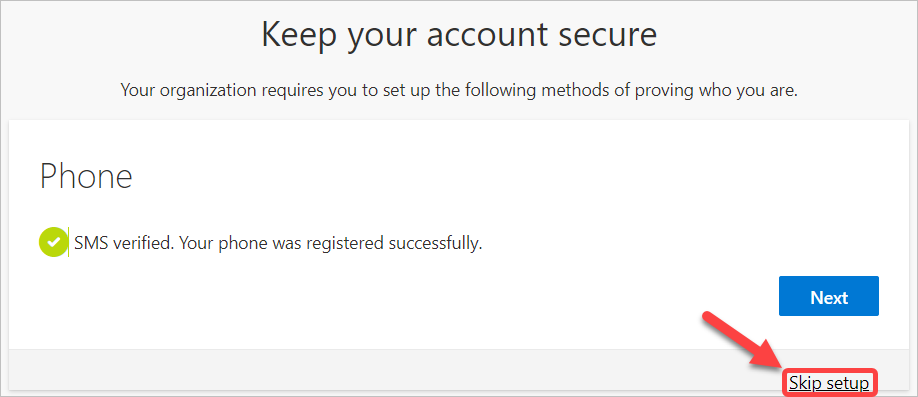 Keep your account secure
Your organization requires you to set up the following methods of proving who you are.
Phone
SMS verified. Your phone was registered successfully.
Next
Skip setup